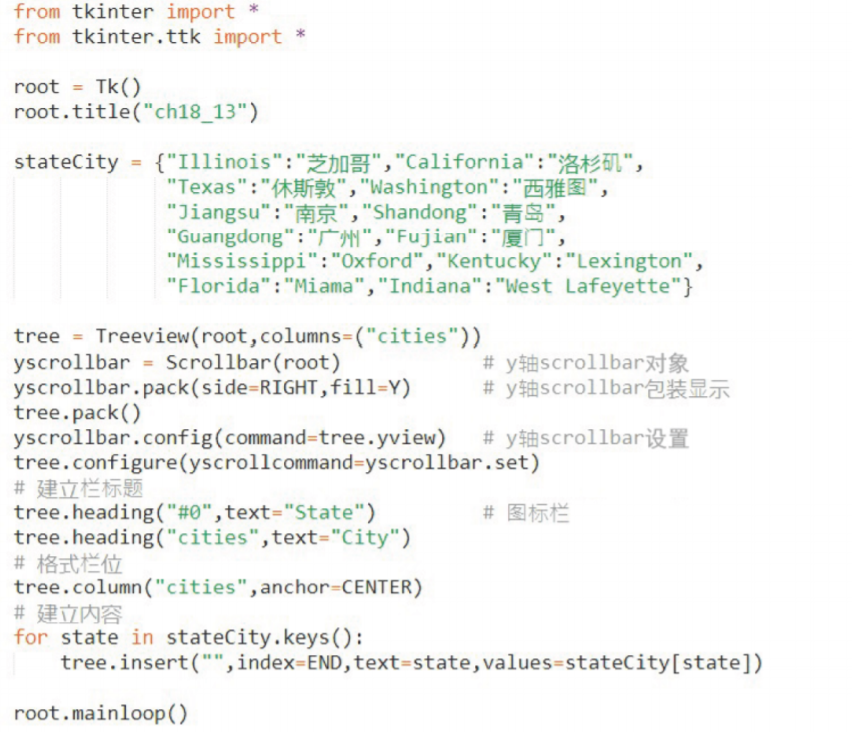 from tkinter import *
from tkinter.ttk import *
root = Tk()
root.title("ch18_13")
stateCity = {"Illinois":"芝加哥","California":"洛杉矶",
"Texas":"休斯敦","Washington":"西雅图",
"Jiangsu":"南京","Shandong":"青岛",
"Guangdong":"广州","Fujian":"厦门",
"Mississippi":"Oxford","Kentucky":"Lexington",
"Florida":"Miama","Indiana":"West Lafeyette"}
tree = Treeview(root,columns=("cities"))
yscrollbar = Scrollbar(root) # y轴scrollbar对象
yscrollbar.pack(side=RIGHT,fill=Y) # y轴scrollbar包装显示
tree.pack()
yscrollbar.config(command=tree.yview) # y轴scrollbar设置
tree.configure(yscrollcommand=yscrollbar.set)
# 建立栏标题
tree.heading("#0",text="State") # 图标栏
tree.heading("cities",text="City")
# 格式栏位
tree.column("cities",anchor=CENTER)
# 建立内容
for state in stateCity.keys():
tree.insert("",index=END,text=state,values=stateCity[state])
root.mainloop()